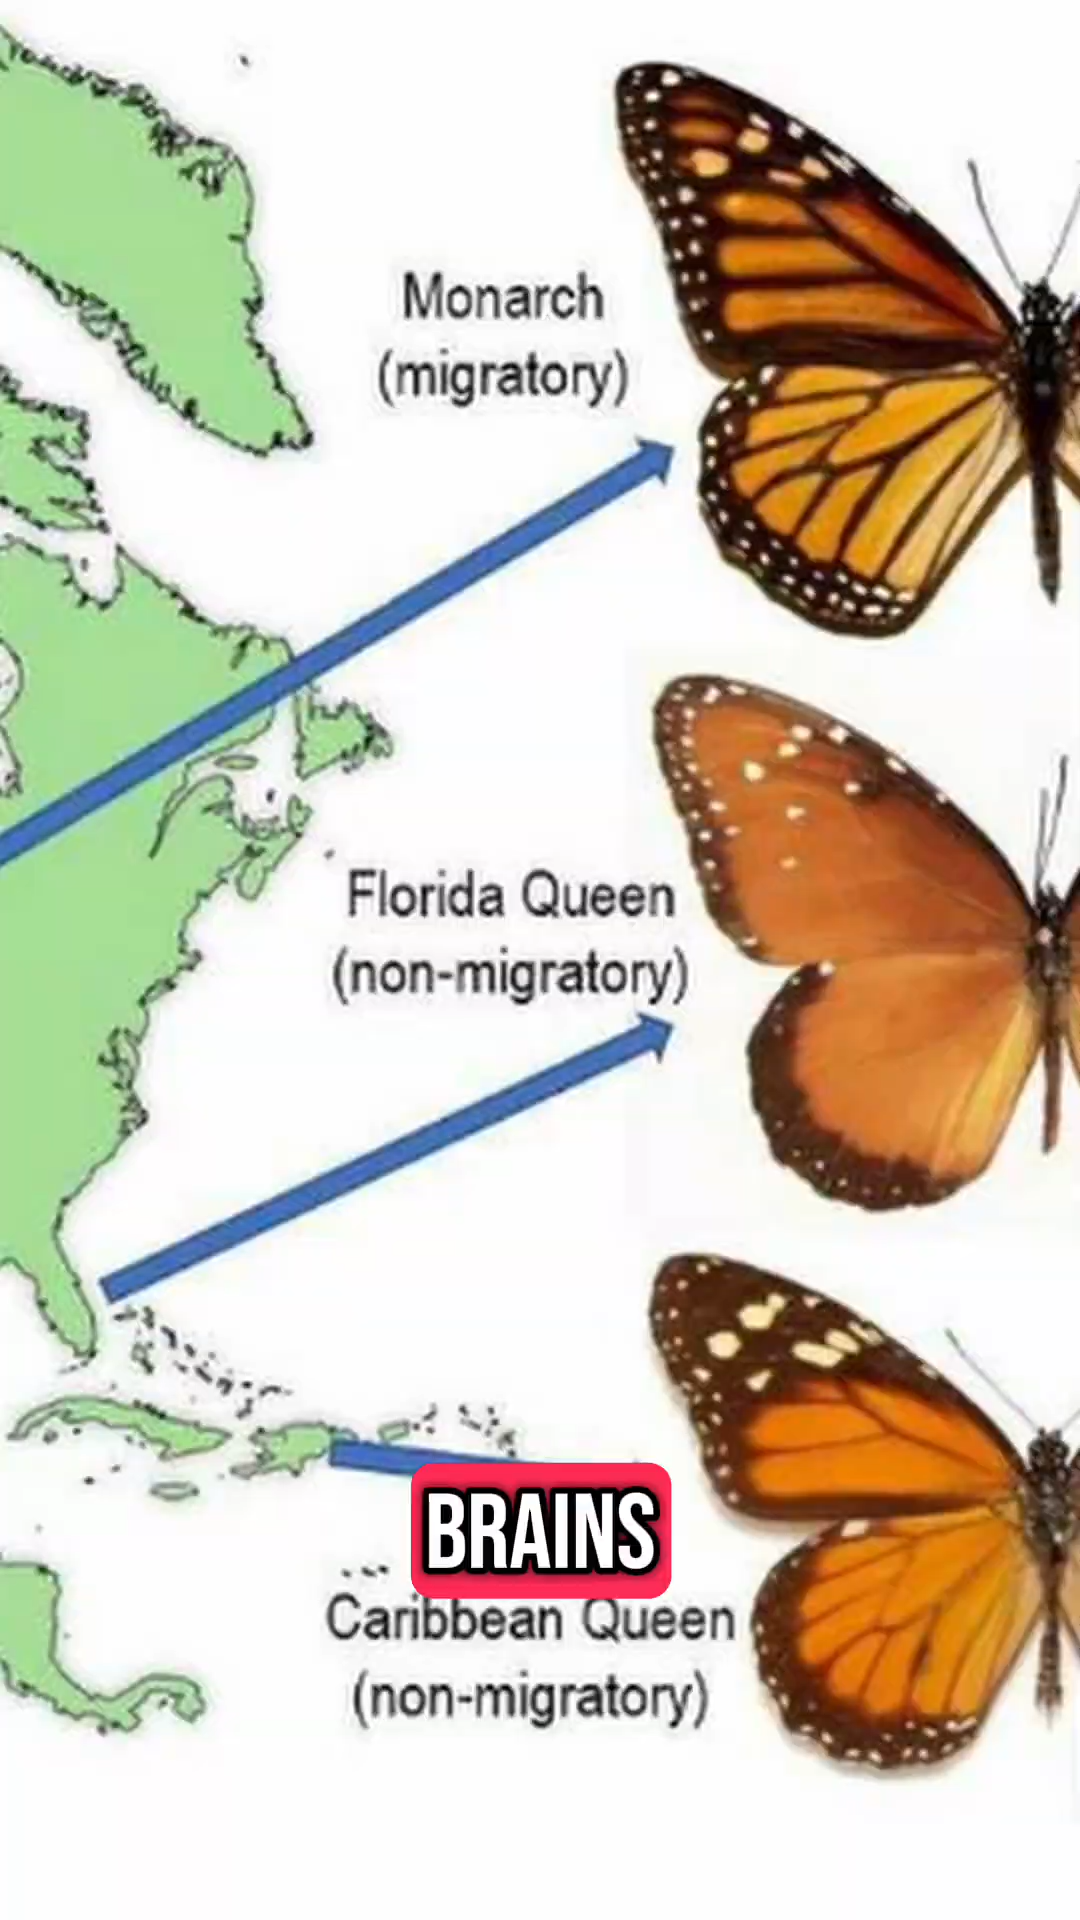 Monarch
(migratory)
Florida Queen
(non-migratory)
BRAINS
Caribbean Queen
(non-migratory)